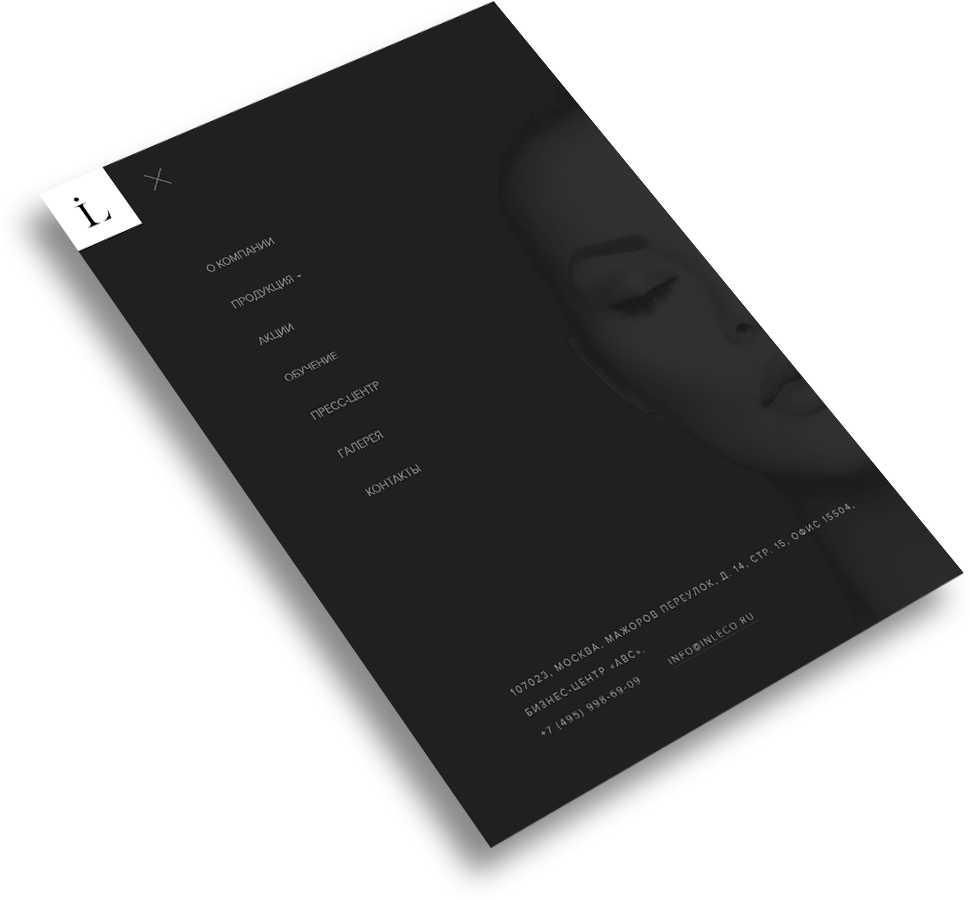 iL
О КОМПАНИИ
ПРОДУКЦИЯ
АКЦИИ
ОБУЧЕНИЕ
ПРЕСС-ЦЕНТР
ГАЛЕРЕЯ
КОНТАКТЫ
107023, МОСКВА, МАЖОРОВ ПЕРЕУЛОК, Д. 14, СТР. 15, ОФИС 15504,
БИЗНЕС-ЦЕНТР «АВС».
+7 (495) 998-69-09 INFO@INLECO.RU